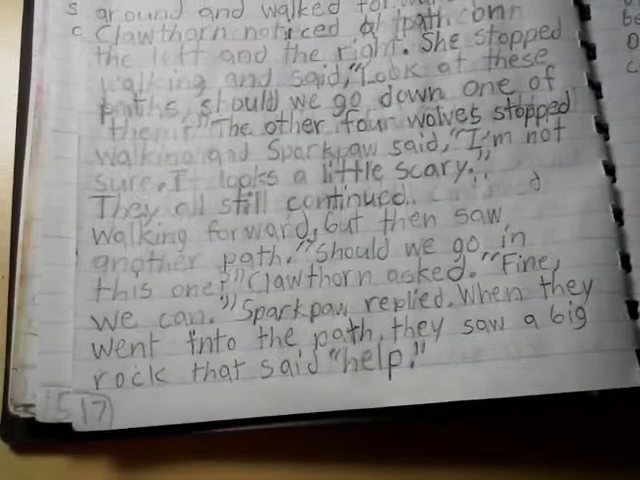 around and walked for
Clawthorn noticed a path onn
the left and the right. She stopped
walking and said, "Look at these
paths, should we go down one of
them?" The other four wolves stopped
walking and Sparkpaw said, "I'm not
sure. It looks a little scary."
They all still continued
walking forward, but then saw
another path. "Should we go in
this one?" Clawthorn asked. "Fine,
we can." Sparkpaw replied. When they
went into the path, they saw a big
rock that said "help."
17